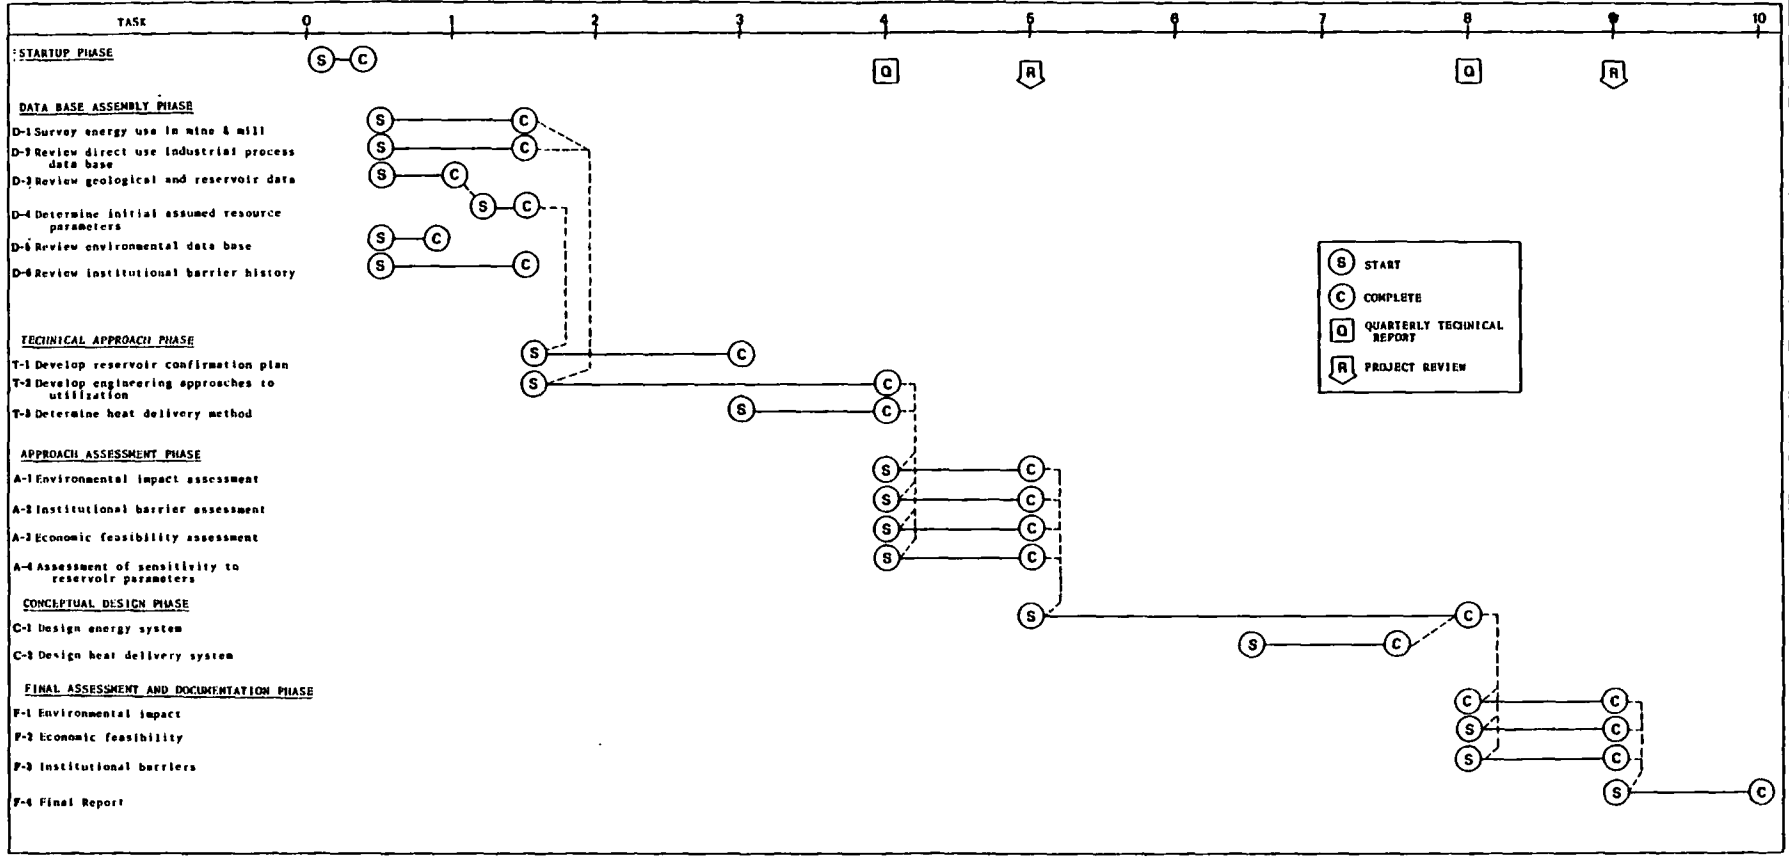 TASK 0 1 2 3 4 5 6 7 8 9 10
STARTUP PHASE
S C
Q R Q R
DATA BASE ASSEMBLY PHASE
S C
D-1 Survey energy use in mine & mill
S C
D-2 Review direct use industrial process
data base
S C
D-3 Review geological and reservoir data
S C
D-4 Determine initial assumed resource
parameters
S C
D-5 Review environmental data base
S C
D-6 Review institutional barrier history
S START
C COMPLETE
Q QUARTERLY TECHNICAL
REPORT
R PROJECT REVIEW
TECHNICAL APPROACH PHASE
S C
T-1 Develop reservoir confirmation plan
S C
T-2 Develop engineering approaches to
utilization
S C
T-3 Determine heat delivery method
APPROACH ASSESSMENT PHASE
S C
A-1 Environmental impact assessment
S C
A-2 Institutional barrier assessment
S C
A-3 Economic feasibility assessment
S C
A-4 Assessment of sensitivity to
reservoir parameters
CONCEPTUAL DESIGN PHASE
S C
C-1 Design energy system
S C
C-2 Design heat delivery system
FINAL ASSESSMENT AND DOCUMENTATION PHASE
C C
F-1 Environmental impact
S C
F-2 Economic feasibility
S C
F-3 Institutional barriers
S C
F-4 Final Report